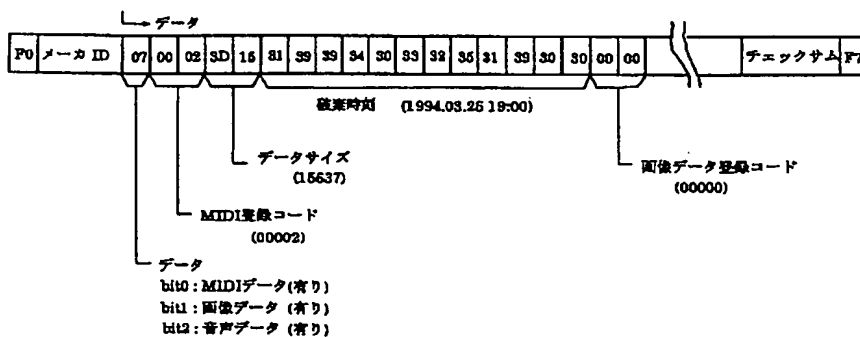 データ
F0 メーカ ID 07 00 02 3D 15 31 39 39 34 30 33 32 35 31 39 30 30 00 00 チェックサム F7
破棄時刻 (1994.03.25 19:00)
データサイズ
(15637)
画像データ登録コード
(00000)
MIDI登録コード
(00002)
データ
bit0 : MIDIデータ(有り)
bit1 : 画像データ (有り)
bit2 : 音声データ (有り)